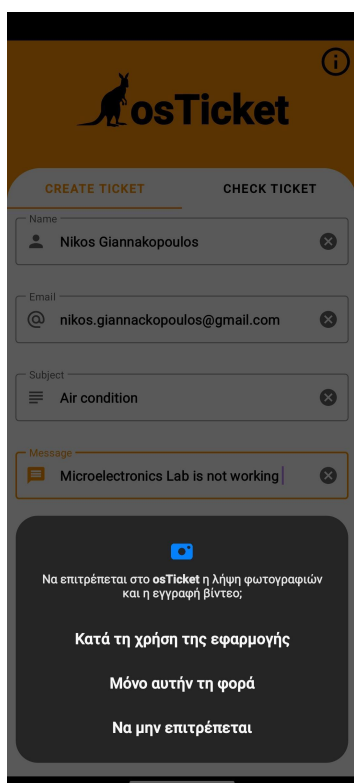 osTicket
CREATE TICKET
CHECK TICKET
Name
Nikos Giannakopoulos
Email
nikos.giannackopoulos@gmail.com
Subject
Air condition
Message
Microelectronics Lab is not working
Να επιτρέπεται στο osTicket η λήψη φωτογραφιών
και η εγγραφή βίντεο;
Κατά τη χρήση της εφαρμογής
Μόνο αυτήν τη φορά
Να μην επιτρέπεται